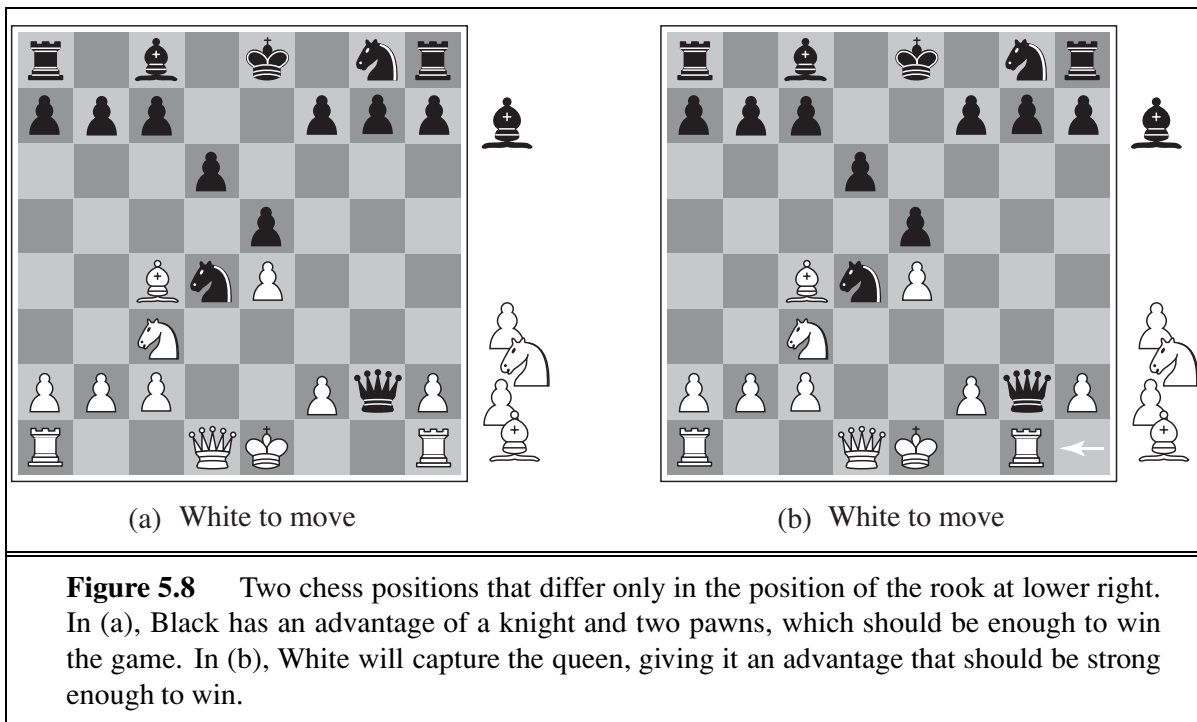 (a) White to move
(b) White to move
Figure 5.8 Two chess positions that differ only in the position of the rook at lower right.
In (a), Black has an advantage of a knight and two pawns, which should be enough to win
the game. In (b), White will capture the queen, giving it an advantage that should be strong
enough to win.